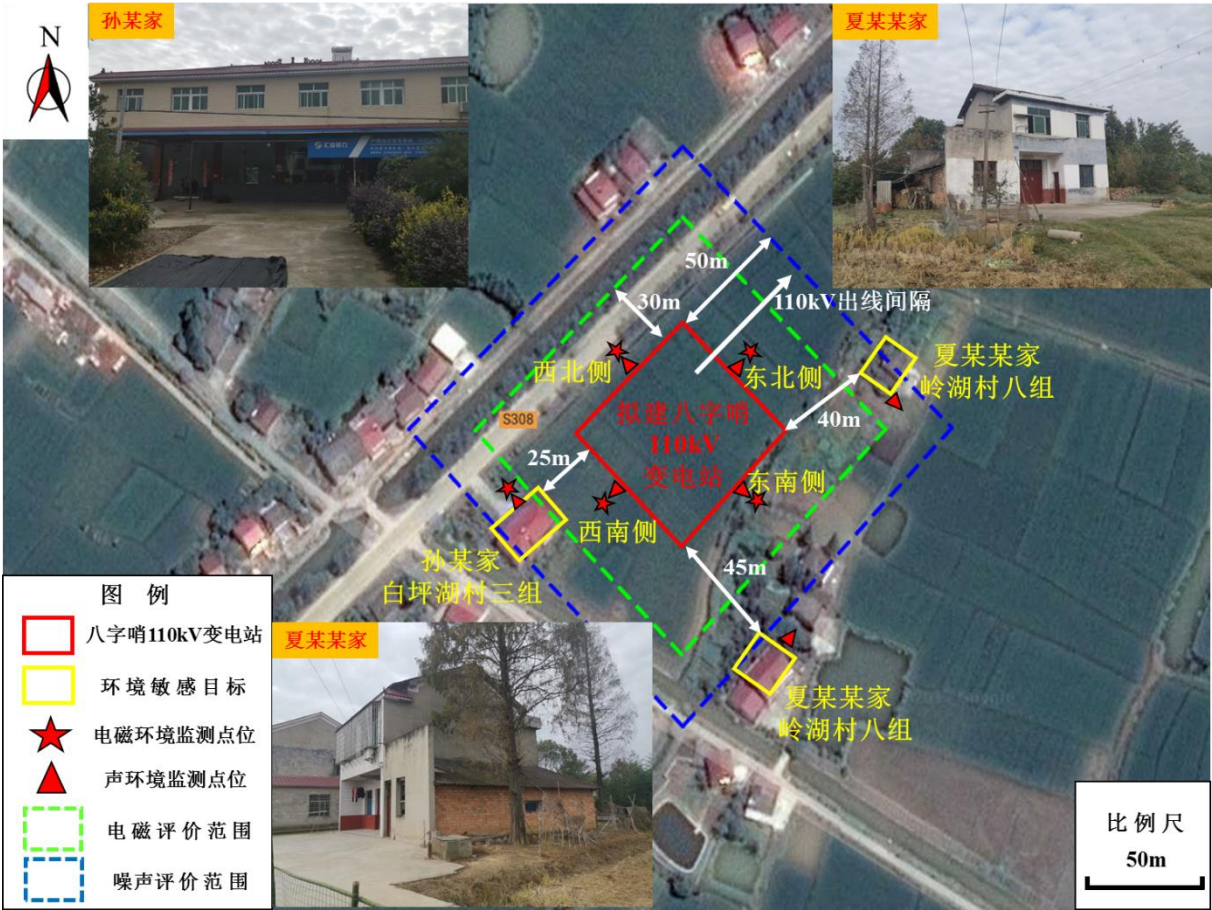 孙某家
夏某某家
N
50m
30m
110kV出线间隔
西北侧
东北侧
夏某某家
岭湖村八组
S308
拟建八字哨
110kV
变电站
40m
25m
东南侧
西南侧
孙某家
白坪湖村三组
45m
夏某某家
夏某某家
岭湖村八组
图 例
八字哨110kV变电站
环境敏感目标
电磁环境监测点位
声环境监测点位
电磁评价范围
噪声评价范围
比例尺
50m